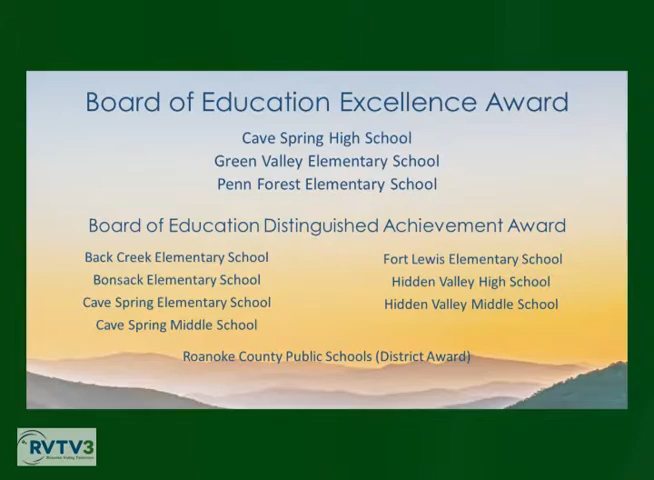 Board of Education Excellence Award
Cave Spring High School
Green Valley Elementary School
Penn Forest Elementary School
Board of Education Distinguished Achievement Award
Back Creek Elementary School
Bonsack Elementary School
Cave Spring Elementary School
Cave Spring Middle School
Fort Lewis Elementary School
Hidden Valley High School
Hidden Valley Middle School
Roanoke County Public Schools (District Award)
RVTV3
Roanoke Valley Television